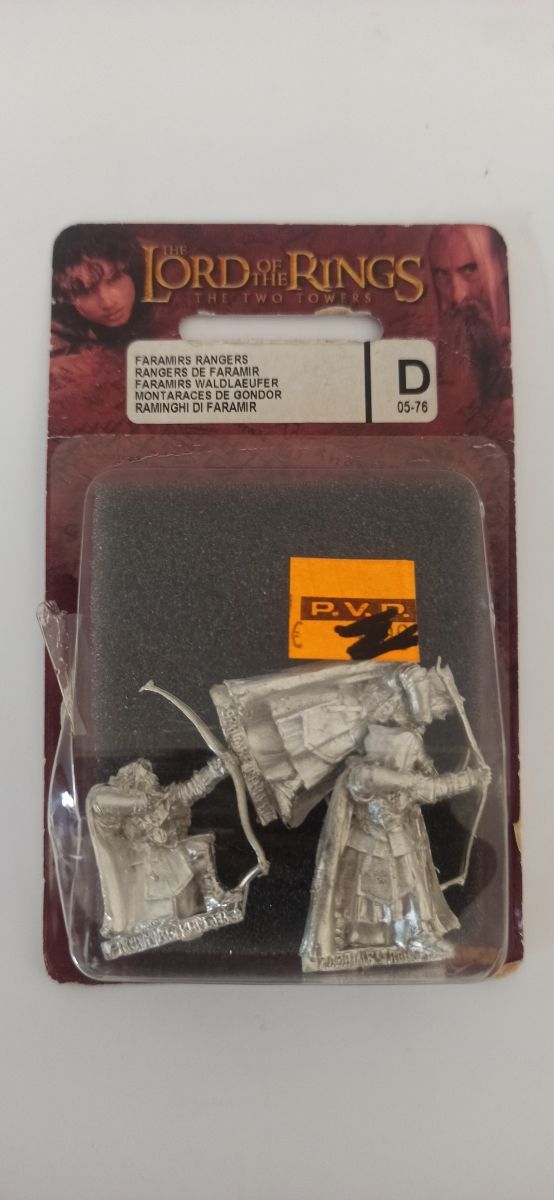 THE
LORD OF THE RINGS
THE TWO TOWERS
FARAMIRS RANGERS
RANGERS DE FARAMIR
FARAMIRS WALDLAEUFER
MONTARACES DE GONDOR
RAMINGHI DI FARAMIR
D
05-76
P.V.P.
€